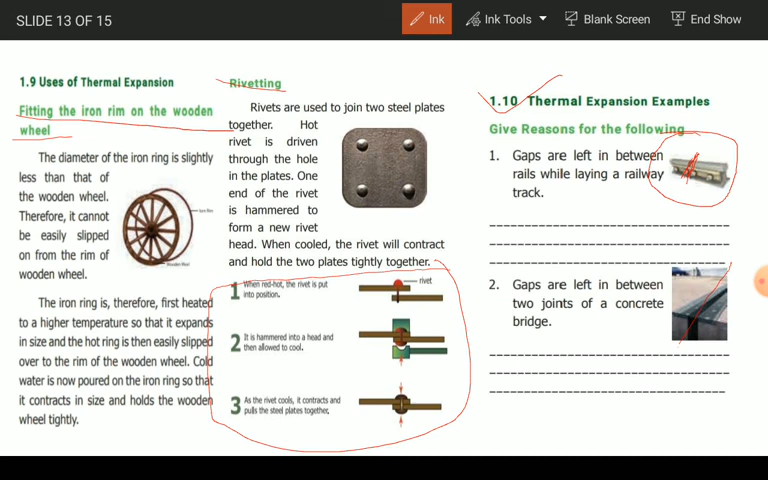 SLIDE 13 OF 15
Ink
Ink Tools
Blank Screen
End Show
1.9 Uses of Thermal Expansion
Fitting the iron rim on the wooden
wheel
The diameter of the iron ring is slightly
less than that of
the wooden wheel.
Therefore, it cannot
be easily slipped
on from the rim of
wooden wheel.
The iron ring is, therefore, first heated
to a higher temperature so that it expands
in size and the hot ring is then easily slipped
over to the rim of the wooden wheel. Cold
water is now poured on the iron ring so that
it contracts in size and holds the wooden
wheel tightly.
Rivetting
Rivets are used to join two steel plates
together. Hot
rivet is driven
through the hole
in the plates. One
end of the rivet
is hammered to
form a new rivet
head. When cooled, the rivet will contract
and hold the two plates tightly together.
1 When red-hot, the rivet is put
into position.
rivet
2 It is hammered into a head and
then allowed to cool.
3 As the rivet cools, it contracts and
pulls the steel plates together.
1.10 Thermal Expansion Examples
Give Reasons for the following
1. Gaps are left in between
rails while laying a railway
track.
2. Gaps are left in between
two joints of a concrete
bridge.